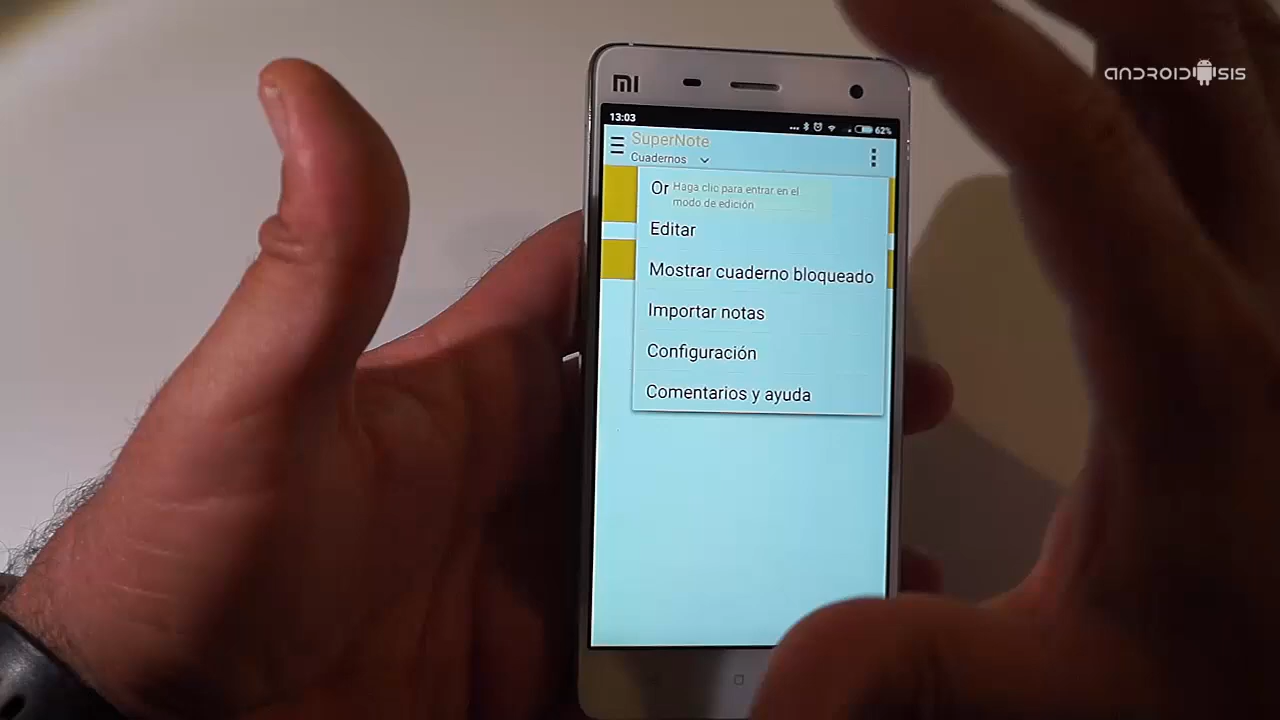 ANDROIDSIS
MI
13:03
62%
SuperNote
Cuadernos
Or
Haga clic para entrar en el
modo de edición
Editar
Mostrar cuaderno bloqueado
Importar notas
Configuración
Comentarios y ayuda